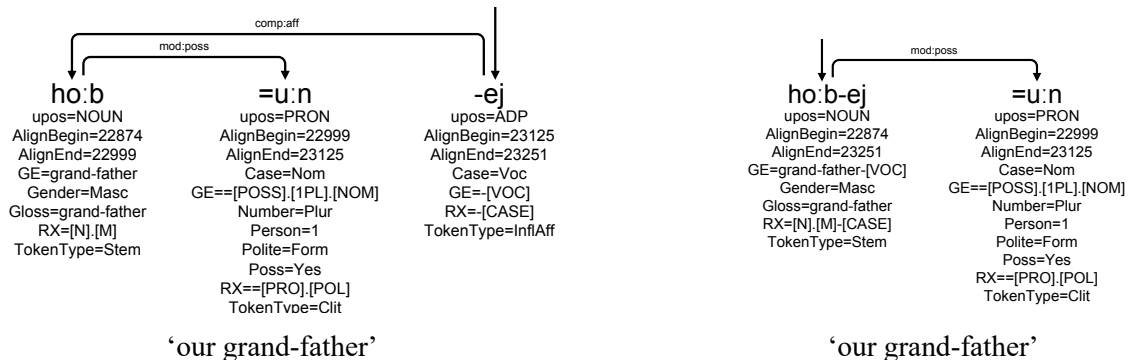 comp:aff
mod:poss
ho:b =u:n -ej
upos=NOUN upos=PRON upos=ADP
AlignBegin=22874 AlignBegin=22999 AlignBegin=23125
AlignEnd=22999 AlignEnd=23125 AlignEnd=23251
GE=grand-father Case=Nom Case=Voc
Gender=Masc GE==[POSS].[1PL].[NOM] GE=-[VOC]
Gloss=grand-father Number=Plur RX=-[CASE]
RX=[N].[M] Person=1 TokenType=InflAff
TokenType=Stem Polite=Form
Poss=Yes
RX==[PRO].[POL]
TokenType=Clit
‘our grand-father’
mod:poss
ho:b-ej =u:n
upos=NOUN upos=PRON
AlignBegin=22874 AlignBegin=22999
AlignEnd=23251 AlignEnd=23125
GE=grand-father-[VOC] Case=Nom
Gender=Masc GE==[POSS].[1PL].[NOM]
Gloss=grand-father Number=Plur
RX=[N].[M]-[CASE] Person=1
TokenType=Stem Polite=Form
Poss=Yes
RX==[PRO].[POL]
TokenType=Clit
‘our grand-father’